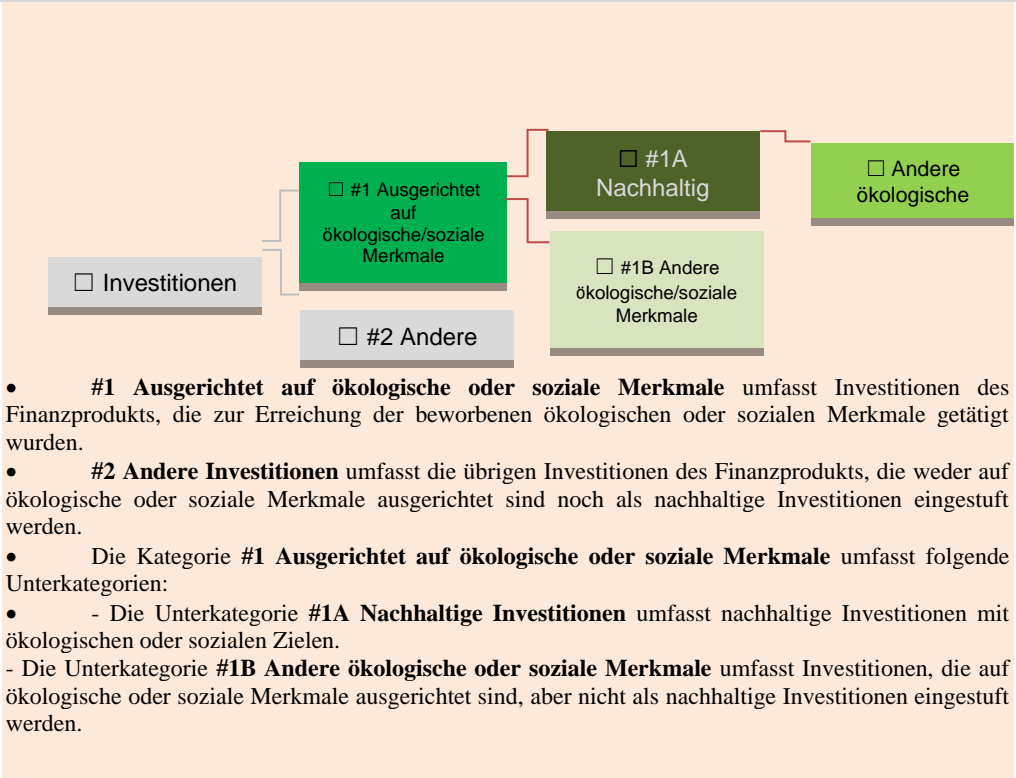 ☐ #1A
Nachhaltig
☐ Andere
ökologische
☐ #1 Ausgerichtet
auf
ökologische/soziale
Merkmale
☐ #1B Andere
ökologische/soziale
Merkmale
☐ Investitionen
☐ #2 Andere
• #1 Ausgerichtet auf ökologische oder soziale Merkmale umfasst Investitionen des
Finanzprodukts, die zur Erreichung der beworbenen ökologischen oder sozialen Merkmale getätigt
wurden.
• #2 Andere Investitionen umfasst die übrigen Investitionen des Finanzprodukts, die weder auf
ökologische oder soziale Merkmale ausgerichtet sind noch als nachhaltige Investitionen eingestuft
werden.
• Die Kategorie #1 Ausgerichtet auf ökologische oder soziale Merkmale umfasst folgende
Unterkategorien:
• - Die Unterkategorie #1A Nachhaltige Investitionen umfasst nachhaltige Investitionen mit
ökologischen oder sozialen Zielen.
- Die Unterkategorie #1B Andere ökologische oder soziale Merkmale umfasst Investitionen, die auf
ökologische oder soziale Merkmale ausgerichtet sind, aber nicht als nachhaltige Investitionen eingestuft
werden.